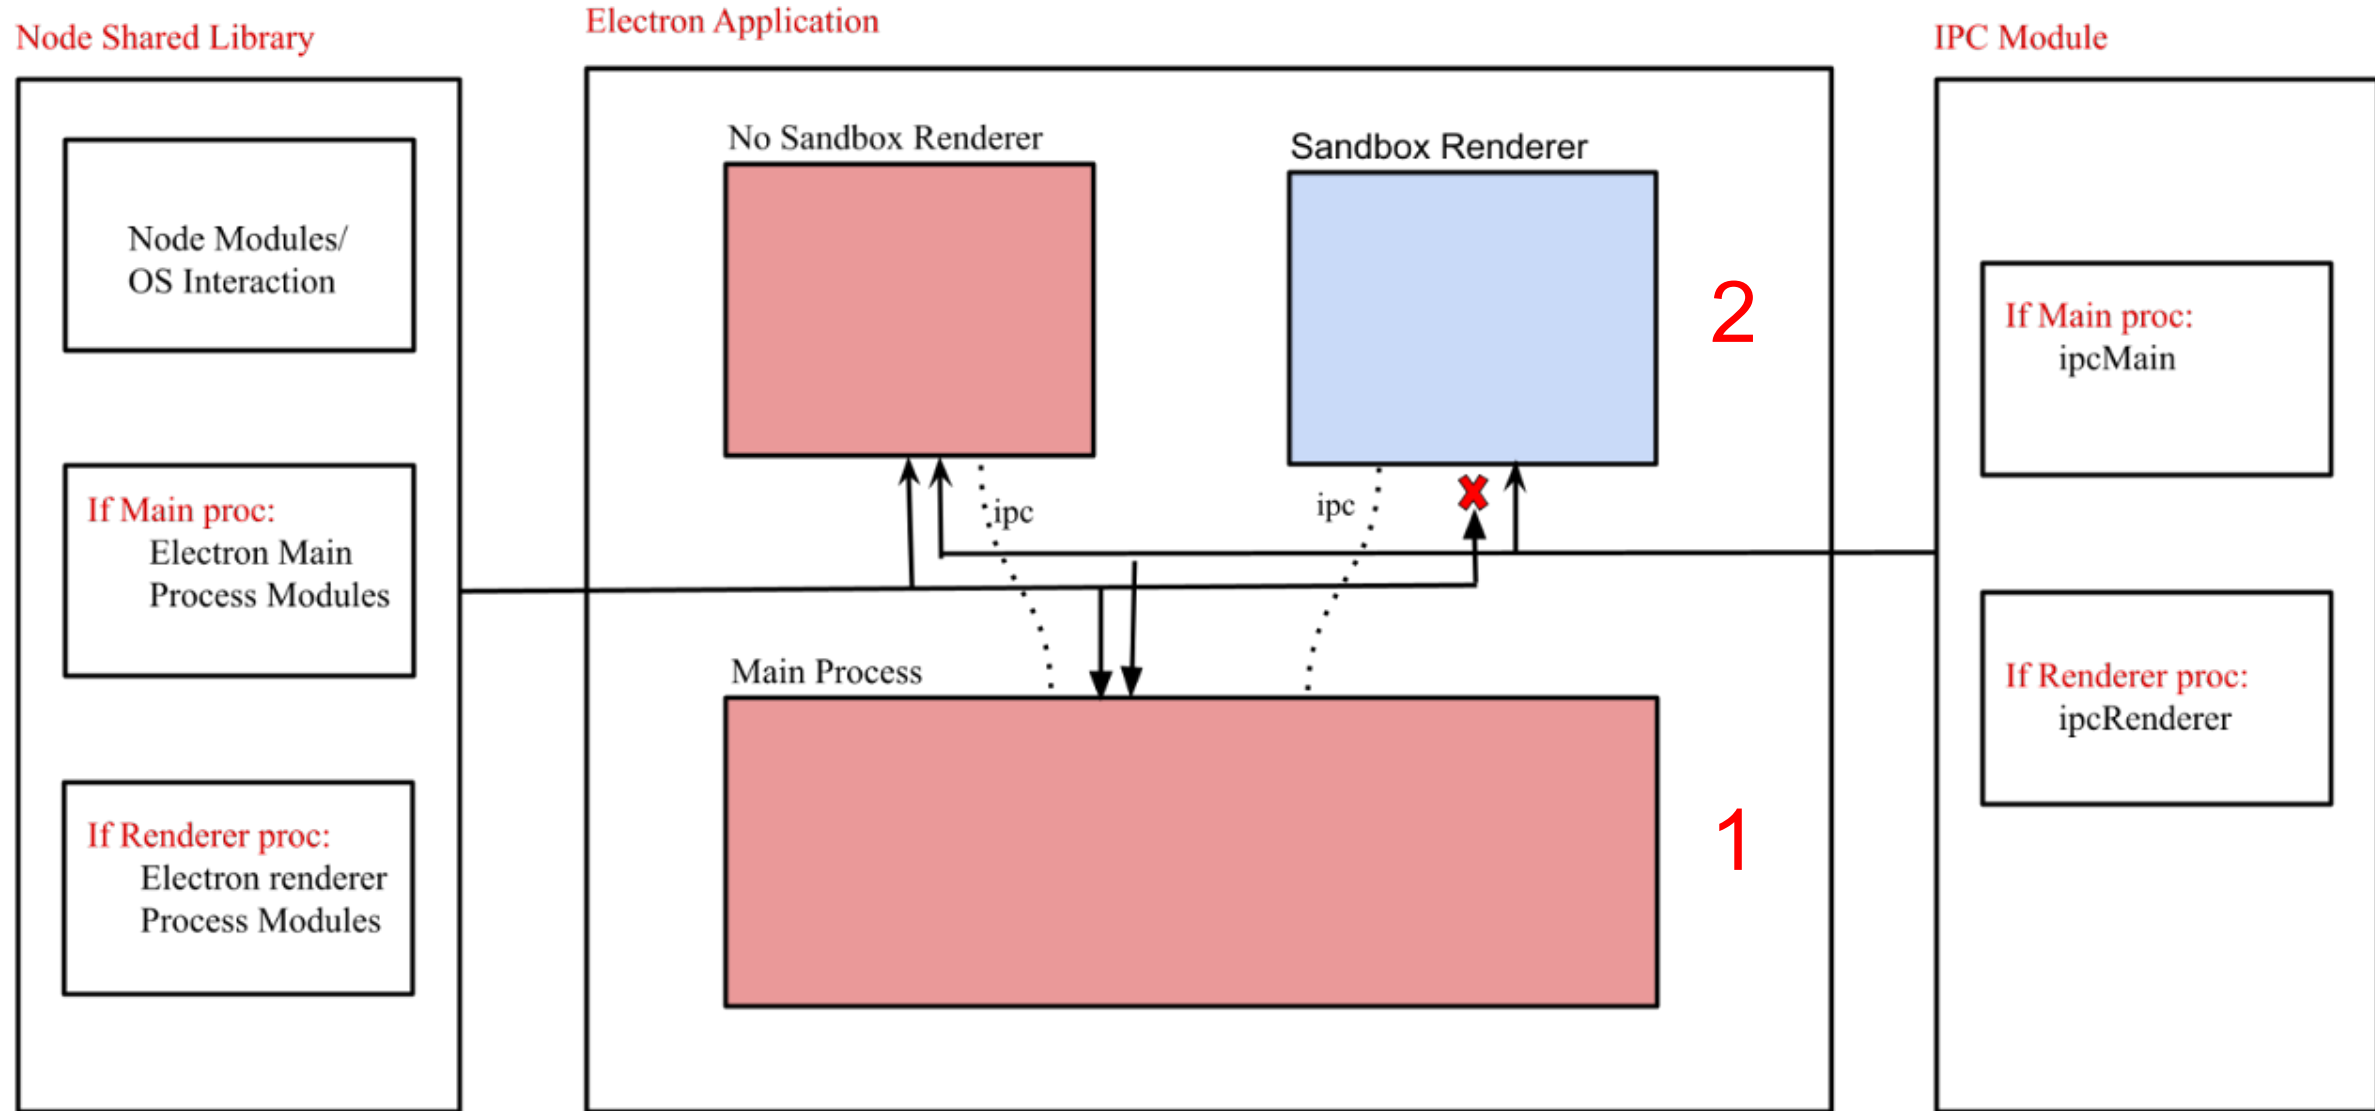 Node Shared Library
Node Modules/
OS Interaction
If Main proc:
Electron Main
Process Modules
If Renderer proc:
Electron renderer
Process Modules
Electron Application
No Sandbox Renderer
Sandbox Renderer
2
ipc
ipc
Main Process
1
IPC Module
If Main proc:
ipcMain
If Renderer proc:
ipcRenderer